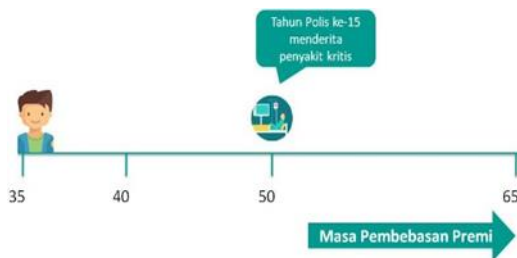 Tahun Polis ke-15
menderita
penyakit kritis
35
40
50
65
Masa Pembebasan Premi